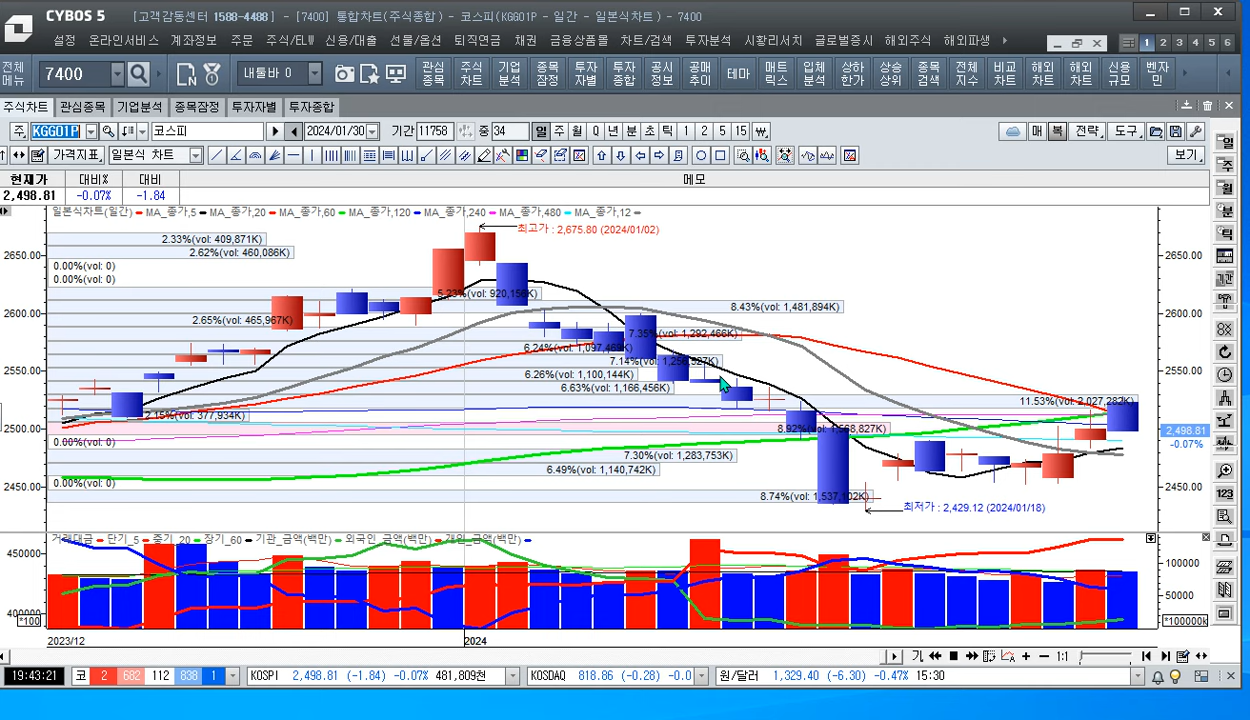 CYBOS 5 [고객감동센터 1588-4488] - [7400] 통합차트(주식종합) - 코스피(KGG01P - 일간 - 일본식차트) - 7400
설정 온라인서비스 계좌정보 주문 주식/ELW 신용/대출 선물/옵션 퇴직연금 채권 금융상품몰 차트/검색 투자분석 시황리서치 글로벌증시 해외주식 해외파생
1 2 3 4 5 6
전체 메뉴 7400 내툴바 0 관심 종목 주식 차트 기업 분석 종목 잠정 투자 자별 투자 종합 공시 정보 공매 추이 테마 매트 릭스 입체 분석 상하 한가 상승 상위 종목 검색 전체 지수 비교 차트 해외 차트 해외 차트 신용 규모 벤자 민
주식차트 관심종목 기업분석 종목잠정 투자자별 투자종합
주 KGG01P 코스피 2024/01/30 기간 11758 중 34 일 주 월 Q 년 분 초 틱 1 2 5 15 매 복 전략 도구
가격지표 일본식 차트 보기
현재가 대비% 대비 메모
2,498.81 -0.07% -1.84
일본식차트(일간) MA_종가,5 MA_종가,20 MA_종가,60 MA_종가,120 MA_종가,240 MA_종가,480 MA_종가,12
최고가 : 2,675.80 (2024/01/02)
2.33%(vol: 409,871K)
2.62%(vol: 460,086K)
2650.00 2650.00
0.00%(vol: 0)
0.00%(vol: 0)
5.23%(vol: 920,156K)
8.43%(vol: 1,481,894K)
2600.00 2600.00
2.65%(vol: 465,967K)
7.35%(vol: 1,292,466K)
6.24%(vol: 1,097,469K)
2550.00 2550.00
6.26%(vol: 1,100,144K)
6.63%(vol: 1,166,456K)
11.53%(vol: 2,027,282K)
2.15%(vol: 377,934K)
2500.00 2,498.81
-0.07%
0.00%(vol: 0)
7.30%(vol: 1,283,753K)
6.49%(vol: 1,140,742K)
0.00%(vol: 0)
2450.00 2450.00
8.74%(vol: 1,537,102K)
최저가 : 2,429.12 (2024/01/18)
거래대금 단기_5 중기_20 장기_60 기관_금액(백만) 외국인_금액(백만) 개인_금액(백만)
450000 100000
50000
400000
*100 *100000k
2023/12 2024
1:1
19:43:21 코 2 682 112 838 1 KOSPI 2,498.81 (-1.84) -0.07% 481,809천 KOSDAQ 818.86 (-0.28) -0.0 원/달러 1,329.40 (-6.30) -0.47% 15:30